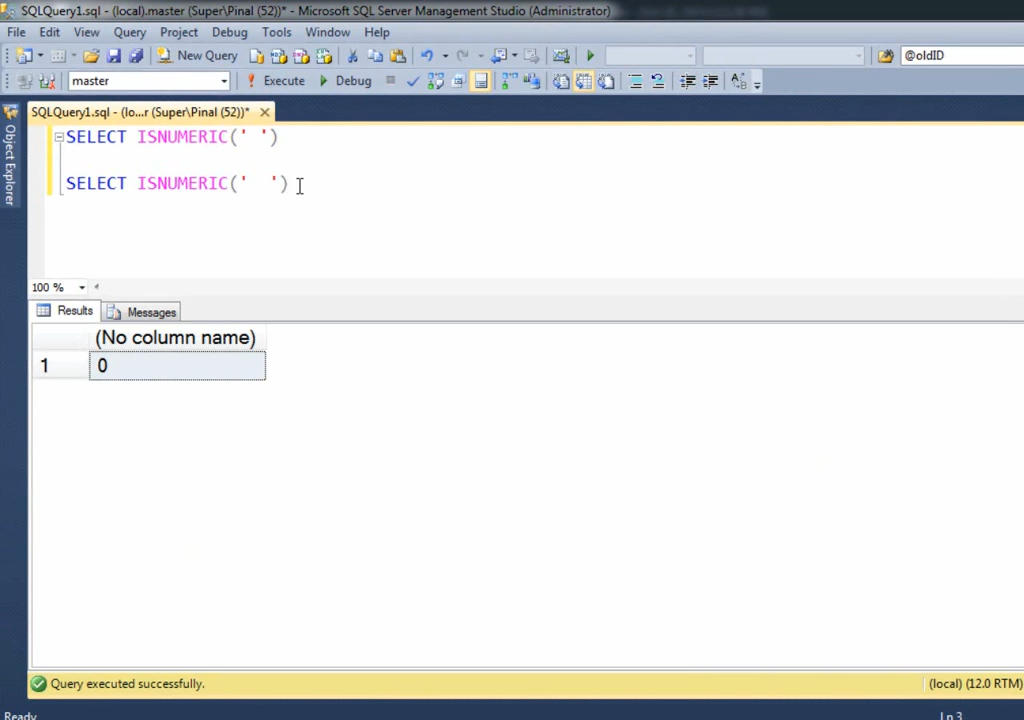 SQLQuery1.sql - (local).master (Super\Pinal (52))* - Microsoft SQL Server Management Studio (Administrator)
File Edit View Query Project Debug Tools Window Help
New Query @oldID
master Execute Debug
SQLQuery1.sql - (lo...r (Super\Pinal (52))*
Object Explorer
SELECT ISNUMERIC(' ')
SELECT ISNUMERIC('  ')
100 %
Results Messages
(No column name)
1 0
Query executed successfully. (local) (12.0 RTM)
Ready Ln 3